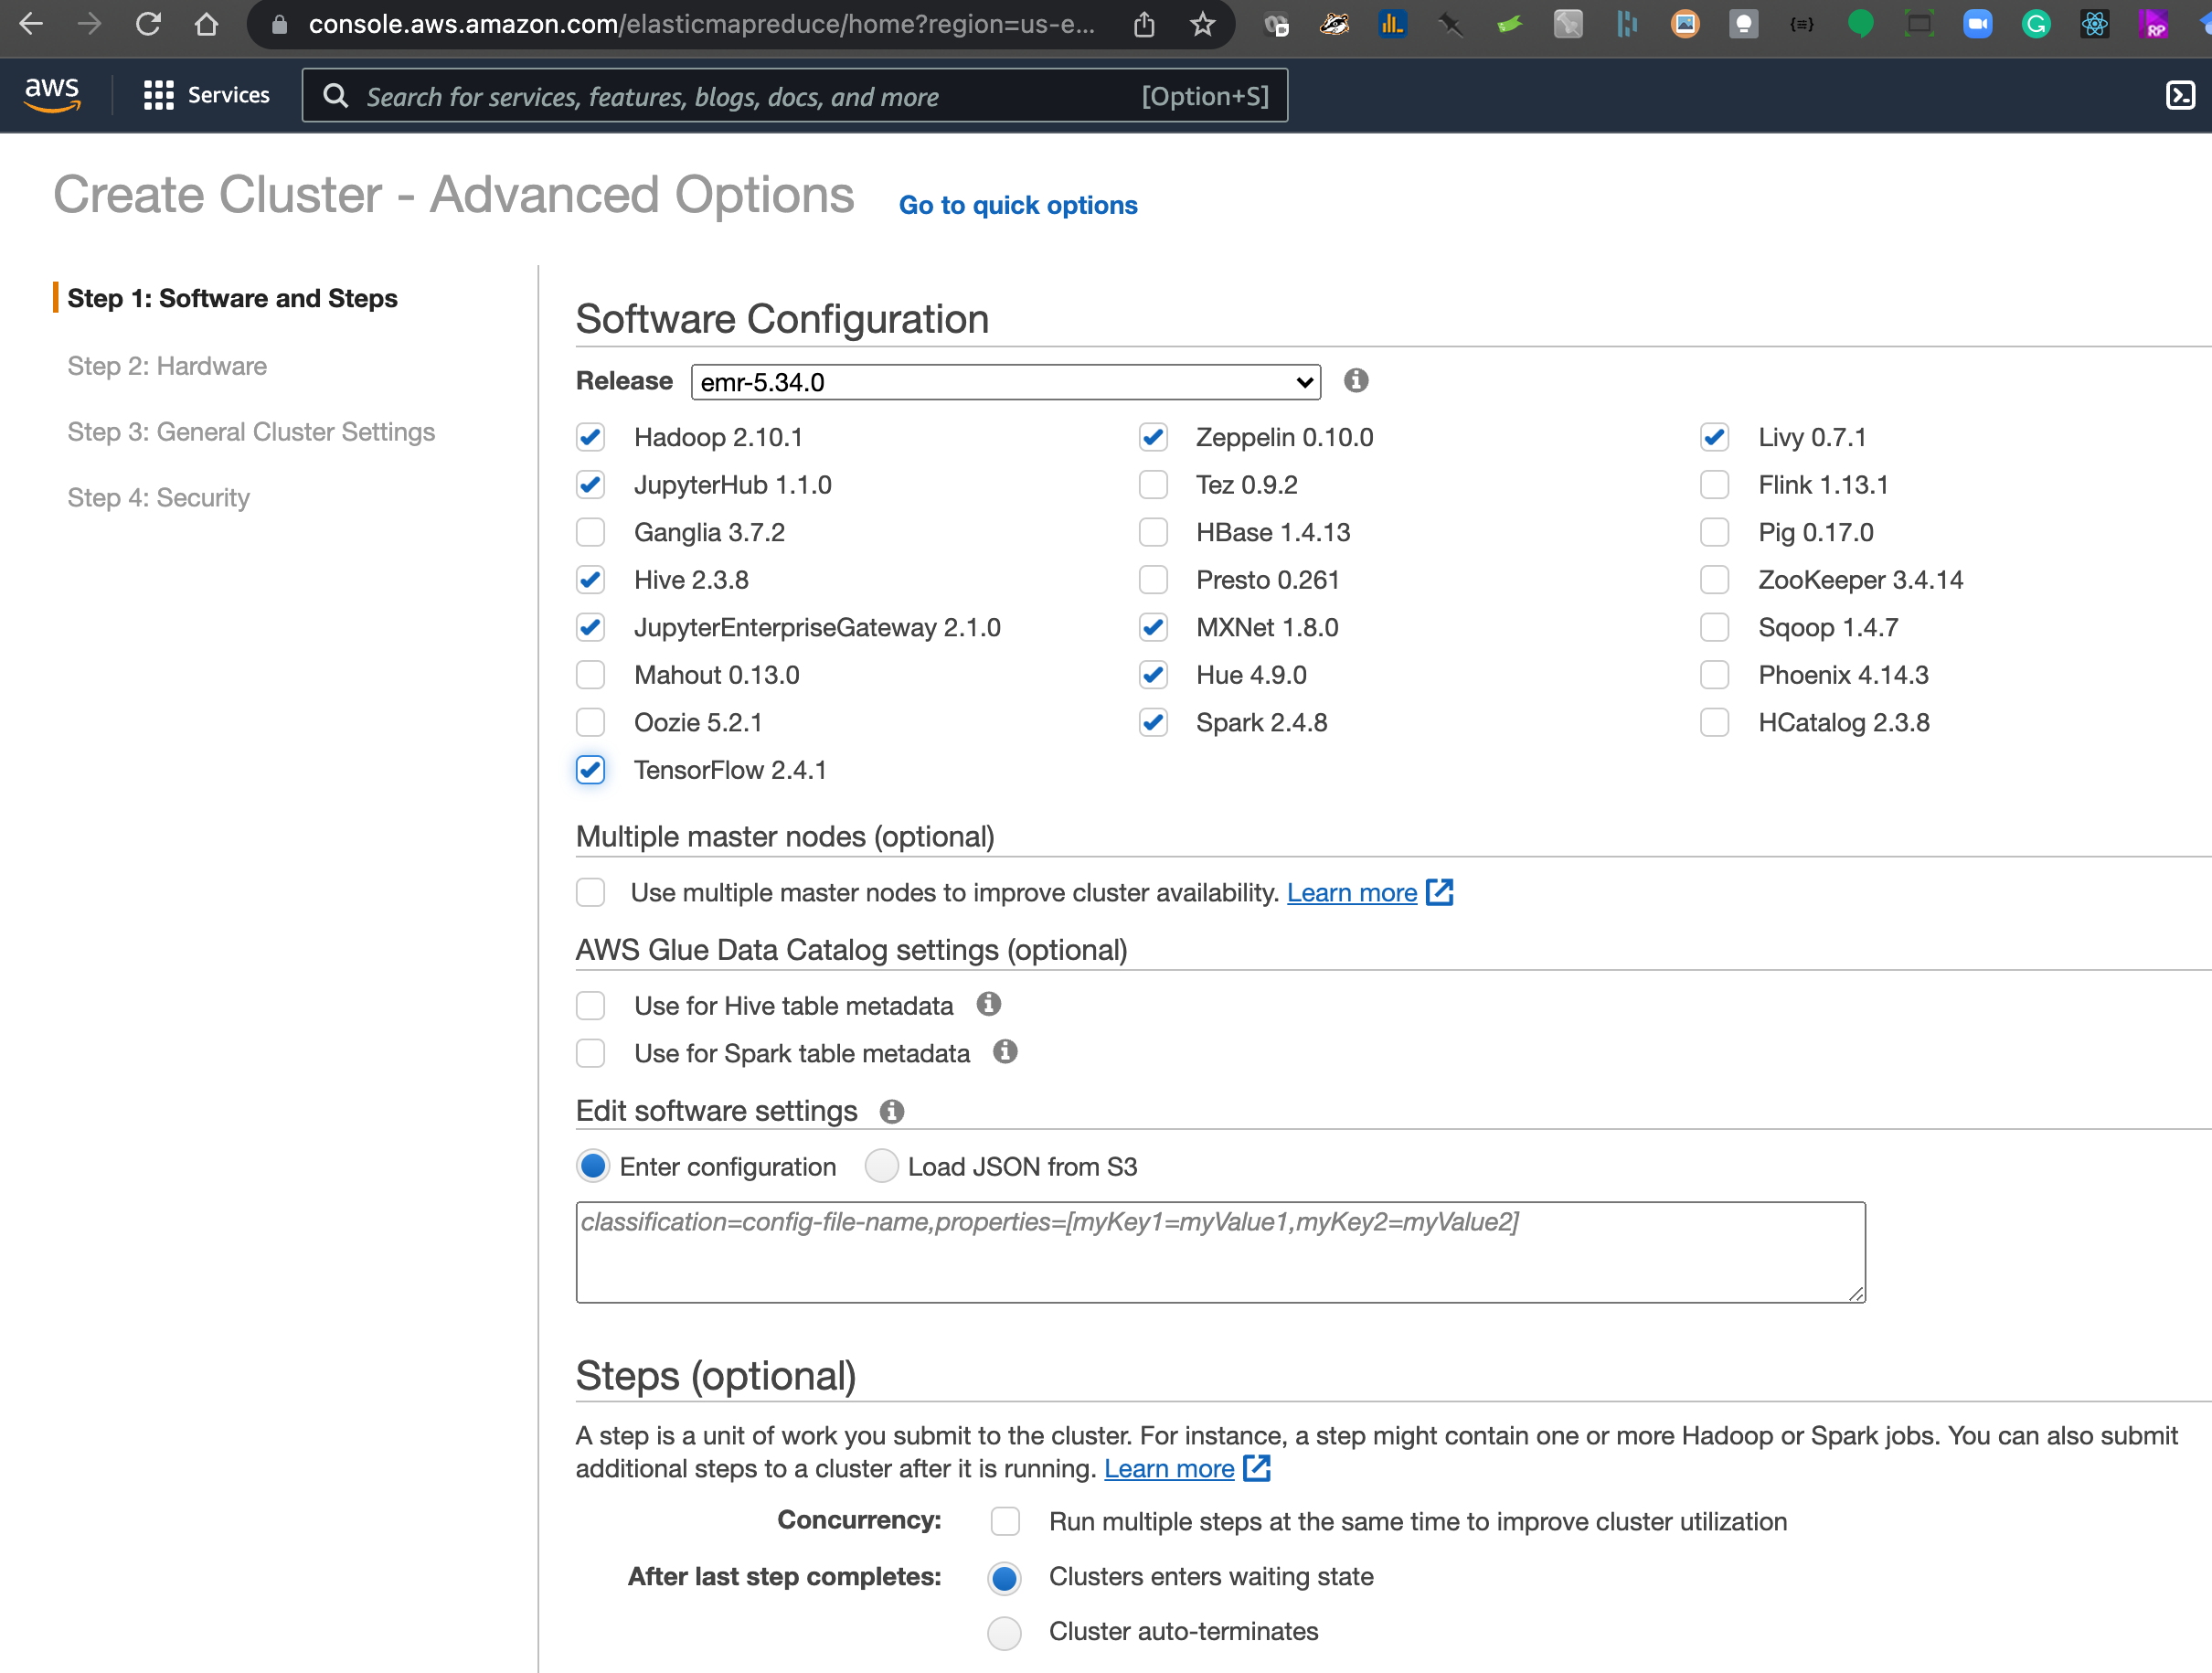 console.aws.amazon.com/elasticmapreduce/home?region=us-e...
aws
Services
Search for services, features, blogs, docs, and more
[Option+S]
Create Cluster - Advanced Options
Go to quick options
Step 1: Software and Steps
Step 2: Hardware
Step 3: General Cluster Settings
Step 4: Security
Software Configuration
Release
emr-5.34.0
Hadoop 2.10.1
Zeppelin 0.10.0
Livy 0.7.1
JupyterHub 1.1.0
Tez 0.9.2
Flink 1.13.1
Ganglia 3.7.2
HBase 1.4.13
Pig 0.17.0
Hive 2.3.8
Presto 0.261
ZooKeeper 3.4.14
JupyterEnterpriseGateway 2.1.0
MXNet 1.8.0
Sqoop 1.4.7
Mahout 0.13.0
Hue 4.9.0
Phoenix 4.14.3
Oozie 5.2.1
Spark 2.4.8
HCatalog 2.3.8
TensorFlow 2.4.1
Multiple master nodes (optional)
Use multiple master nodes to improve cluster availability. Learn more
AWS Glue Data Catalog settings (optional)
Use for Hive table metadata
Use for Spark table metadata
Edit software settings
Enter configuration
Load JSON from S3
classification=config-file-name,properties=[myKey1=myValue1,myKey2=myValue2]
Steps (optional)
A step is a unit of work you submit to the cluster. For instance, a step might contain one or more Hadoop or Spark jobs. You can also submit
additional steps to a cluster after it is running. Learn more
Concurrency:
Run multiple steps at the same time to improve cluster utilization
After last step completes:
Clusters enters waiting state
Cluster auto-terminates